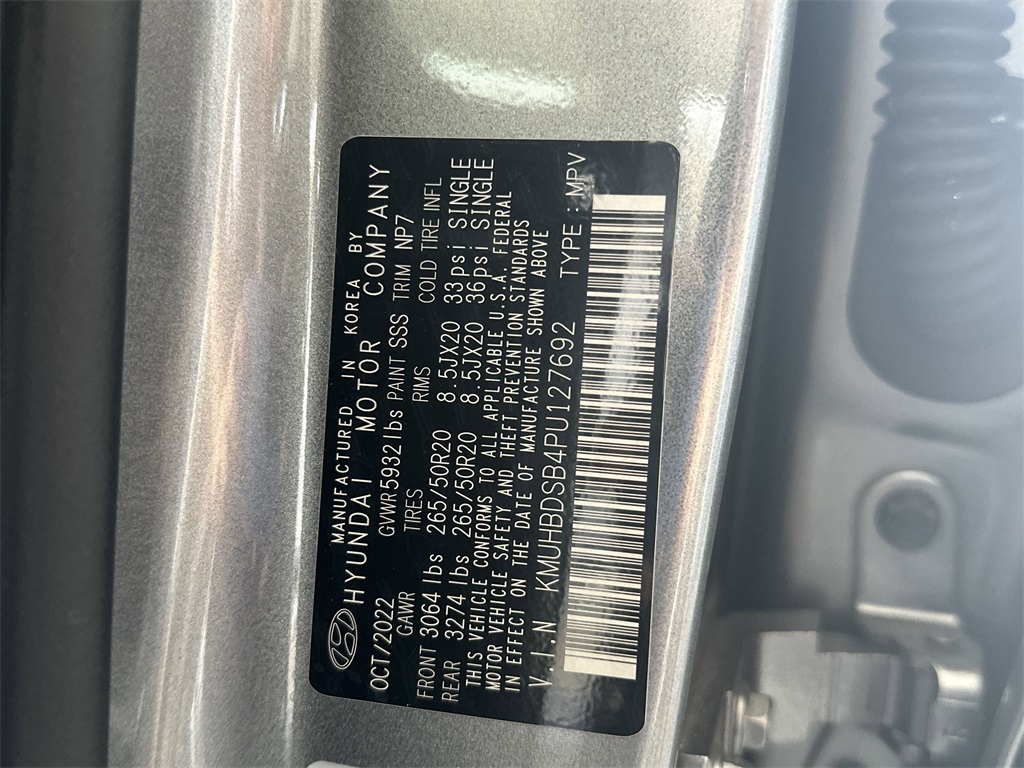 MANUFACTURED IN KOREA BY
HYUNDAI MOTOR COMPANY
OCT/2022 GVWR5932lbs PAINT SSS TRIM NP7
GAWR TIRES RIMS COLD TIRE INFL
FRONT 3064lbs 265/50R20 8.5JX20 33psi SINGLE
REAR 3274lbs 265/50R20 8.5JX20 36psi SINGLE
THIS VEHICLE CONFORMS TO ALL APPLICABLE U.S.A. FEDERAL
MOTOR VEHICLE SAFETY AND THEFT PREVENTION STANDARDS
IN EFFECT ON THE DATE OF MANUFACTURE SHOWN ABOVE
V.I.N KMUHBDSB4PU127692 TYPE : MPV